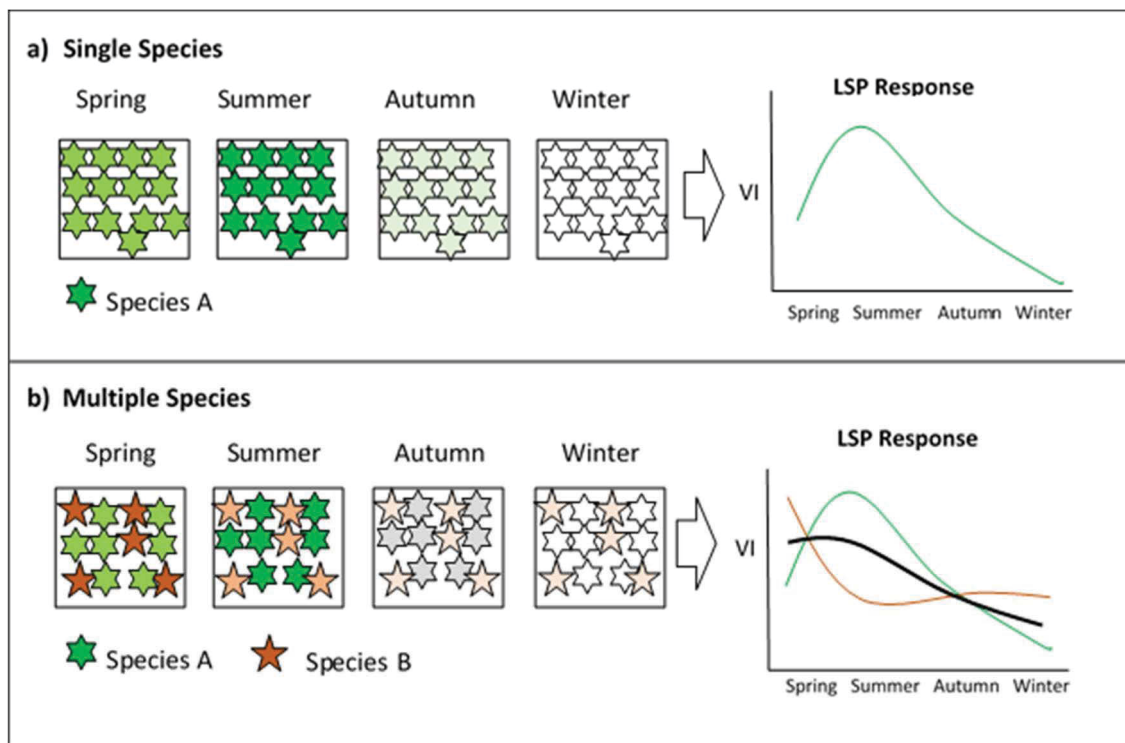 a) Single Species
Spring Summer Autumn Winter
LSP Response
VI
Spring Summer Autumn Winter
Species A
b) Multiple Species
Spring Summer Autumn Winter
LSP Response
VI
Spring Summer Autumn Winter
Species A Species B